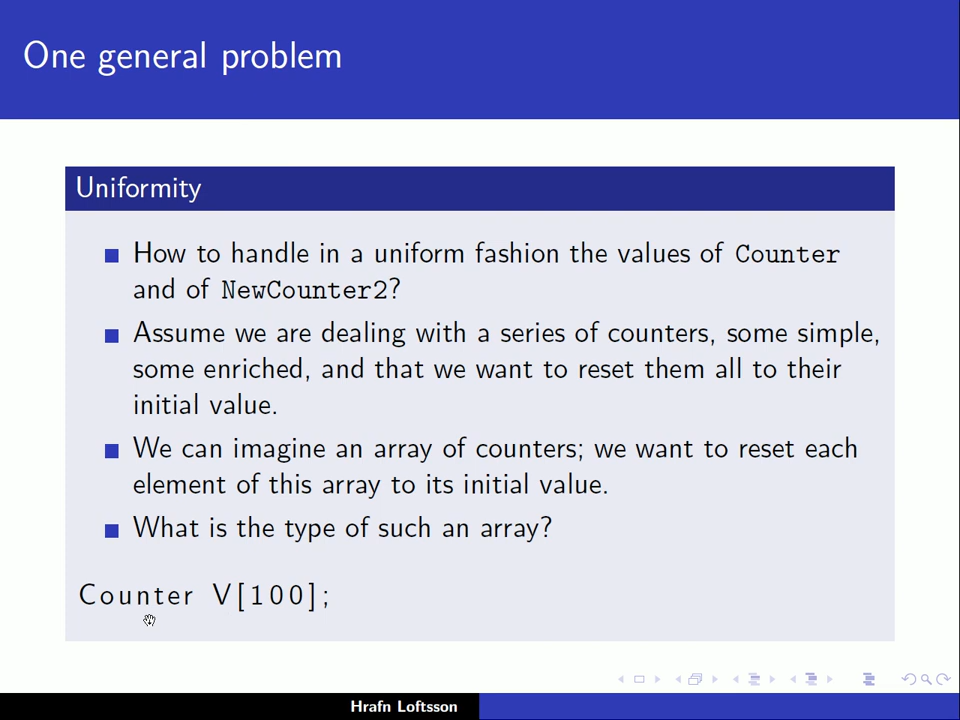 One general problem
Uniformity
How to handle in a uniform fashion the values of Counter
and of NewCounter2?
Assume we are dealing with a series of counters, some simple,
some enriched, and that we want to reset them all to their
initial value.
We can imagine an array of counters; we want to reset each
element of this array to its initial value.
What is the type of such an array?
Counter V[100];
Hrafn Loftsson